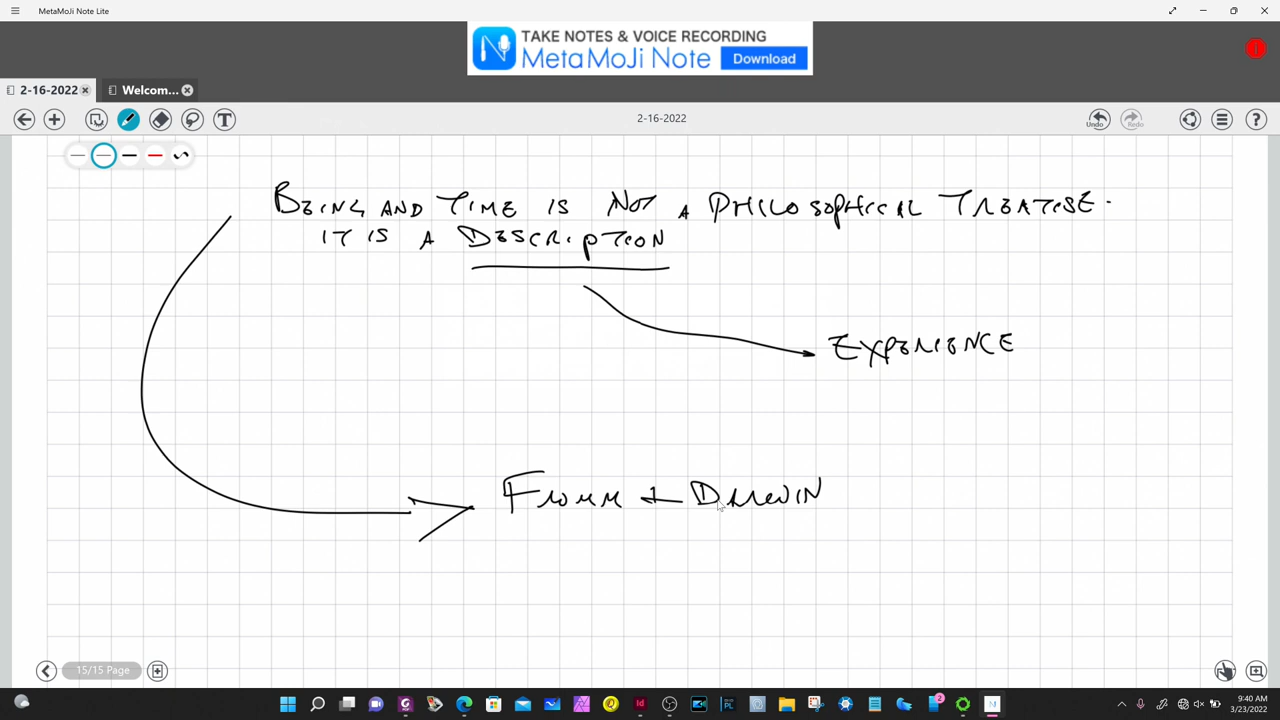 MetaMoJi Note Lite
TAKE NOTES & VOICE RECORDING
MetaMoJi Note Download
2-16-2022
Welcom...
2-16-2022
Undo
Redo
BEING AND TIME IS NOT A PHILOSOPHICAL TREATISE.
IT IS A DESCRIPTION
EXPERIENCE
FROMM + DARWIN
15/15 Page
9:40 AM
3/23/2022